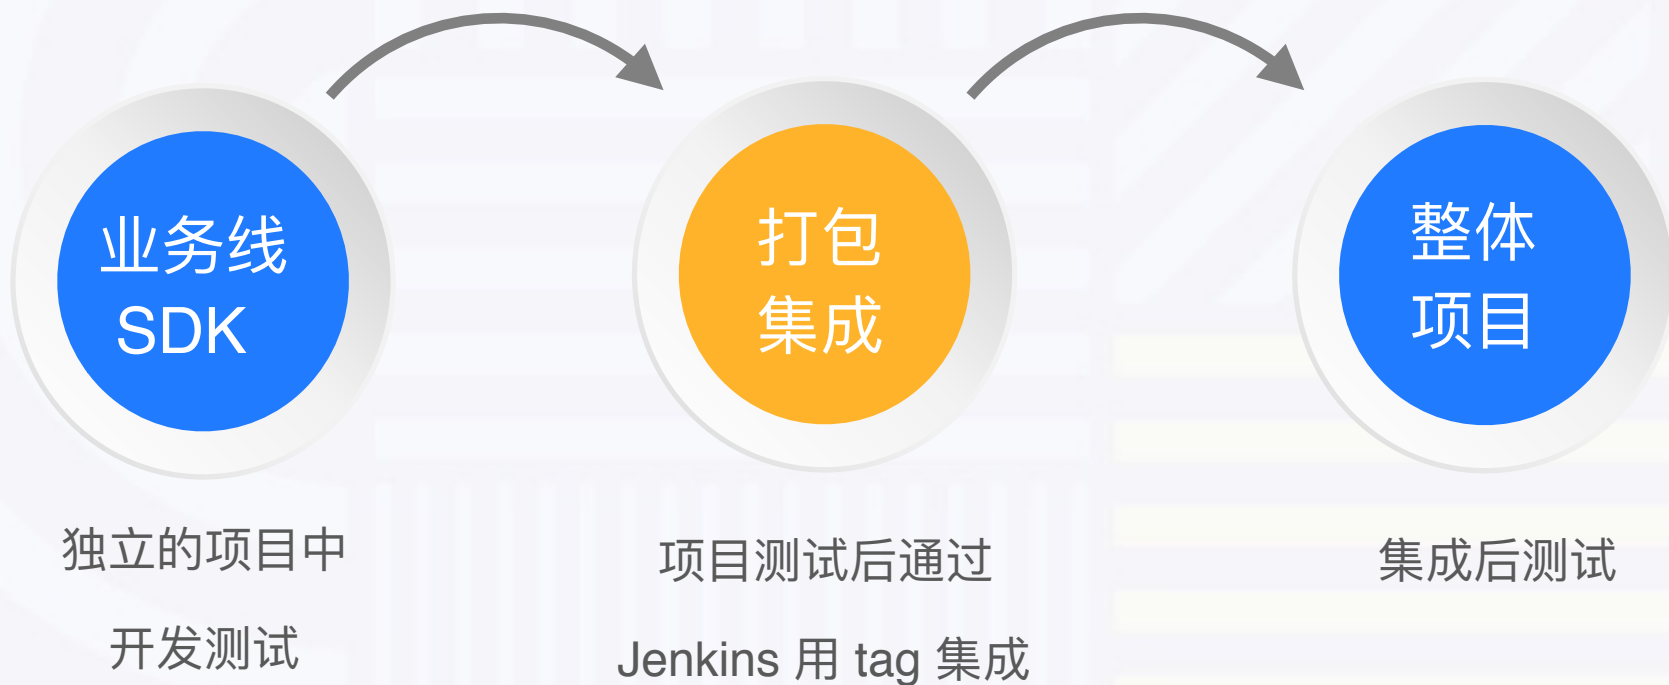 业务线
SDK
打包
集成
整体
项目
独立的项目中
开发测试
项目测试后通过
Jenkins 用 tag 集成
集成后测试